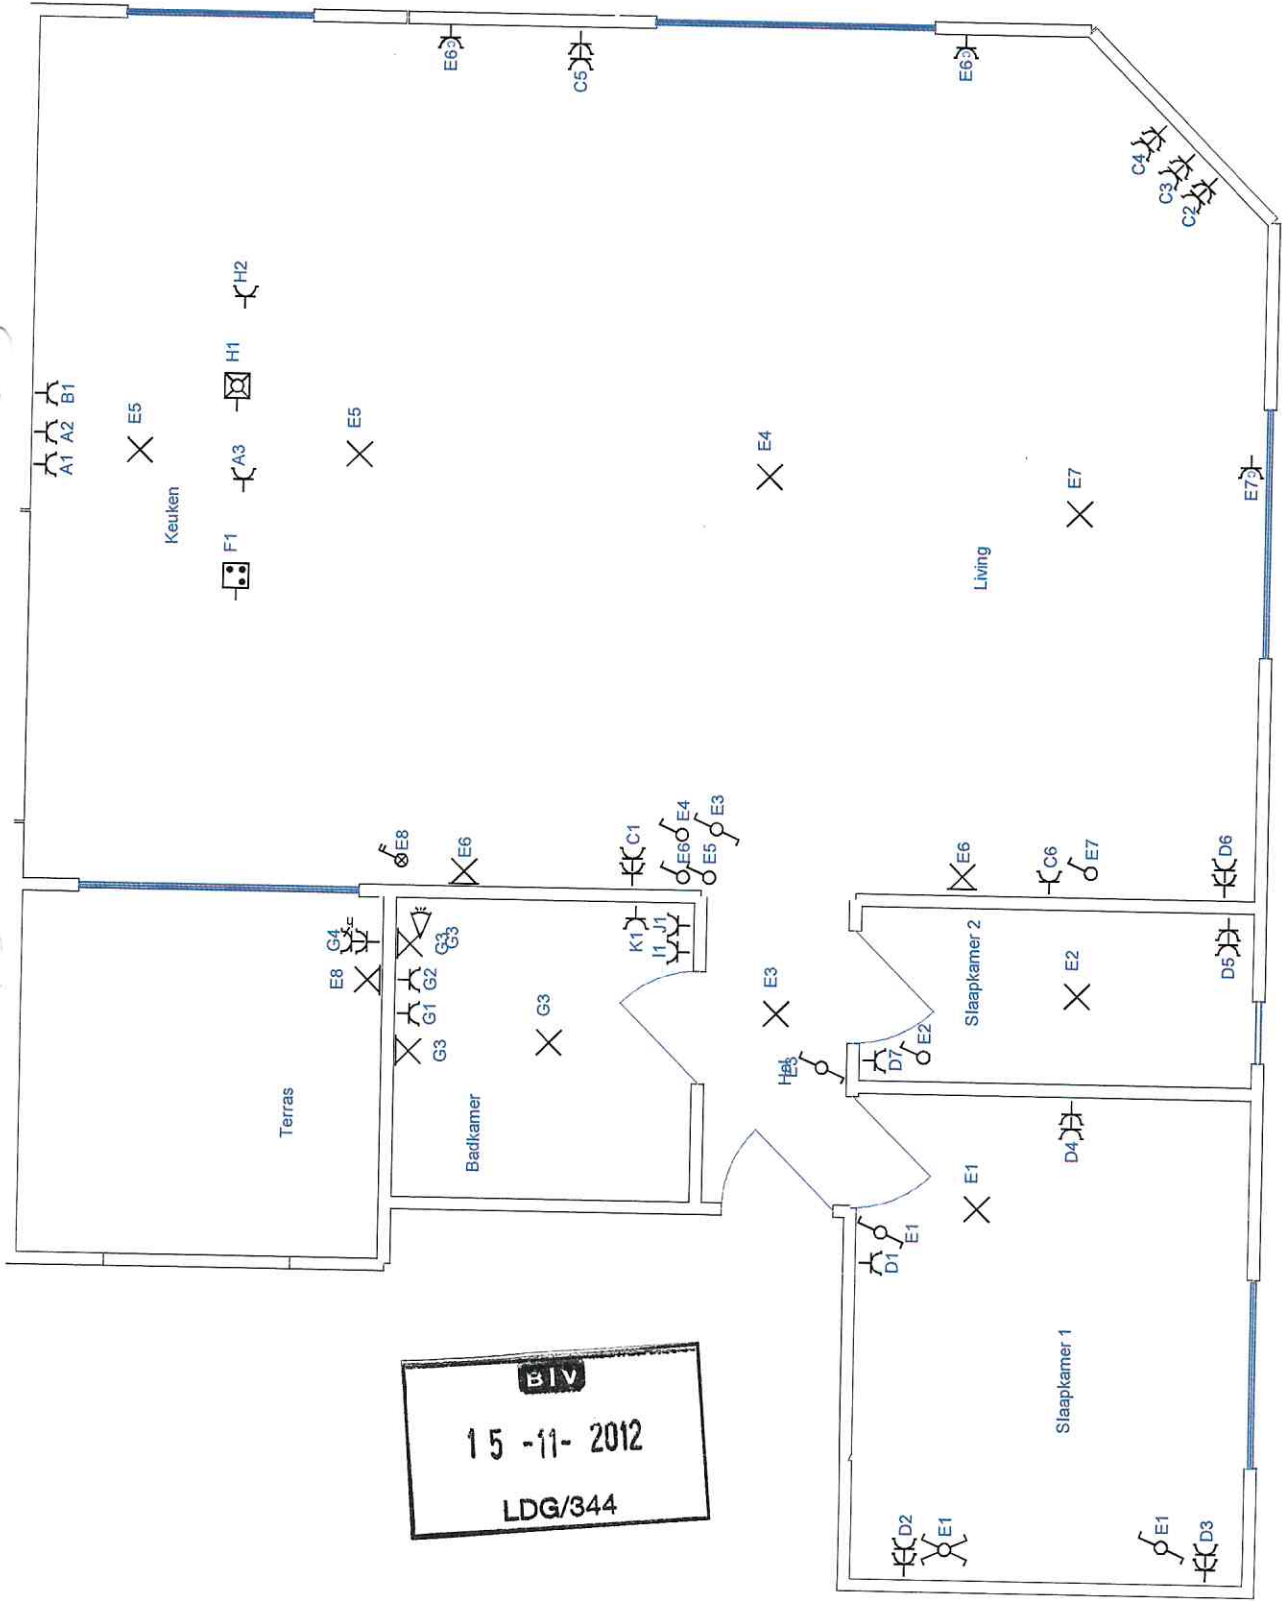 E6
C5
E6
C4
C3
C2
H2
H1
B1
A2
A1
E5
E5
A3
Keuken
F1
E4
E7
E7
Living
E8
E6
C1
E4
E3
E6
E5
E6
C6
E7
D6
G4
E8
G3
G3
G2
G1
G3
K1
J1
I1
G3
E3
Hal
E3
Slaapkamer 2
E2
D5
E2
D7
Terras
Badkamer
D4
E1
E1
D1
Slaapkamer 1
BIV
15 -11- 2012
LDG/344
D2
E1
E1
D3